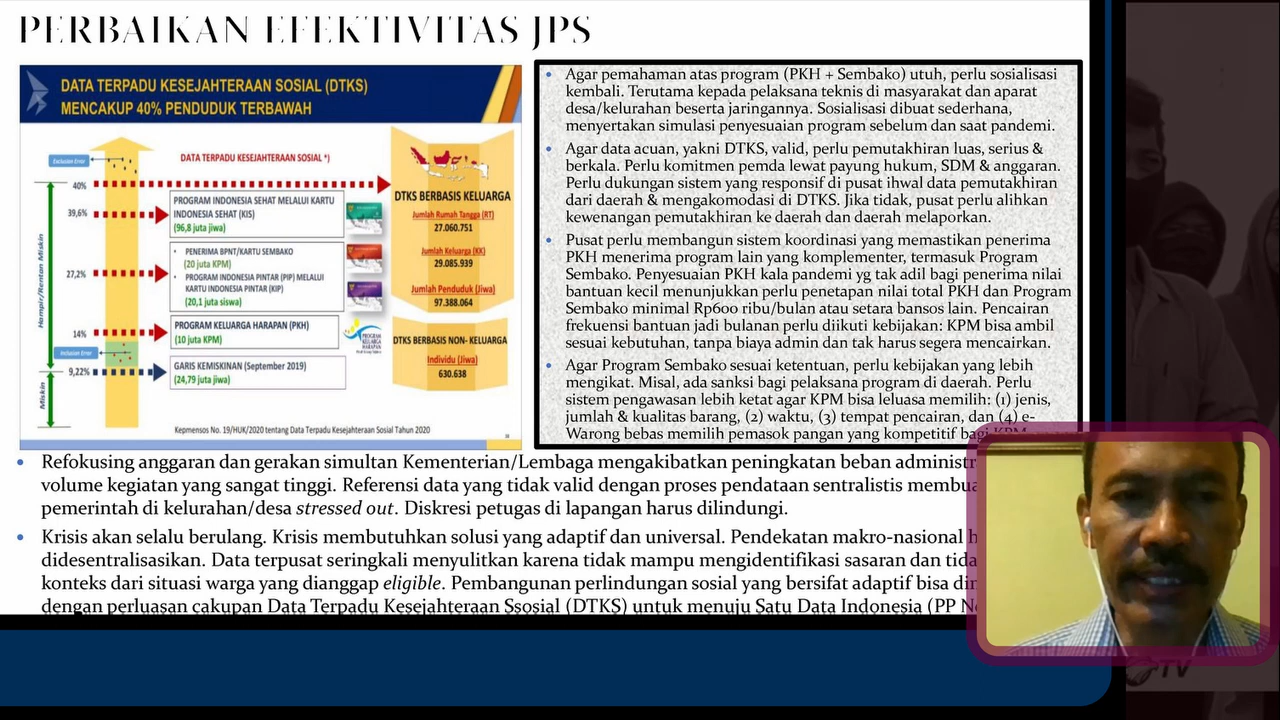 PERBAIKAN EFEKTIVITAS JPS
DATA TERPADU KESEJAHTERAAN SOSIAL (DTKS)
MENCAKUP 40% PENDUDUK TERBAWAH
Exclusion Error
DATA TERPADU KESEJAHTERAAN SOSIAL *)
40%
39,6%
PROGRAM INDONESIA SEHAT MELALUI KARTU
INDONESIA SEHAT (KIS)
(96,8 juta jiwa)
27,2%
• PENERIMA BPNT/KARTU SEMBAKO
(20 juta KPM)
• PROGRAM INDONESIA PINTAR (PIP) MELALUI
KARTU INDONESIA PINTAR (KIP)
(20,1 juta siswa)
14%
PROGRAM KELUARGA HARAPAN (PKH)
(10 juta KPM)
PROGRAM
KELUARGA
HARAPAN
Inclusion Error
9,22%
GARIS KEMISKINAN (September 2019)
(24,79 juta jiwa)
Hampir/Rentan Miskin
Miskin
DTKS BERBASIS KELUARGA
Jumlah Rumah Tangga (RT)
27.060.751
Jumlah Keluarga (KK)
29.085.939
Jumlah Penduduk (Jiwa)
97.388.064
DTKS BERBASIS NON- KELUARGA
Individu (Jiwa)
630.638
Kepmensos No. 19/HUK/2020 tentang Data Terpadu Kesejahteraan Sosial Tahun 2020
• Agar pemahaman atas program (PKH + Sembako) utuh, perlu sosialisasi
kembali. Terutama kepada pelaksana teknis di masyarakat dan aparat
desa/kelurahan beserta jaringannya. Sosialisasi dibuat sederhana,
menyertakan simulasi penyesuaian program sebelum dan saat pandemi.
• Agar data acuan, yakni DTKS, valid, perlu pemutakhiran luas, serius &
berkala. Perlu komitmen pemda lewat payung hukum, SDM & anggaran.
Perlu dukungan sistem yang responsif di pusat ihwal data pemutakhiran
dari daerah & mengakomodasi di DTKS. Jika tidak, pusat perlu alihkan
kewenangan pemutakhiran ke daerah dan daerah melaporkan.
• Pusat perlu membangun sistem koordinasi yang memastikan penerima
PKH menerima program lain yang komplementer, termasuk Program
Sembako. Penyesuaian PKH kala pandemi yg tak adil bagi penerima nilai
bantuan kecil menunjukkan perlu penetapan nilai total PKH dan Program
Sembako minimal Rp600 ribu/bulan atau setara bansos lain. Pencairan
frekuensi bantuan jadi bulanan perlu diikuti kebijakan: KPM bisa ambil
sesuai kebutuhan, tanpa biaya admin dan tak harus segera mencairkan.
• Agar Program Sembako sesuai ketentuan, perlu kebijakan yang lebih
mengikat. Misal, ada sanksi bagi pelaksana program di daerah. Perlu
sistem pengawasan lebih ketat agar KPM bisa leluasa memilih: (1) jenis,
jumlah & kualitas barang, (2) waktu, (3) tempat pencairan, dan (4) e-
Warong bebas memilih pemasok pangan yang kompetitif bagi KPM
• Refokusing anggaran dan gerakan simultan Kementerian/Lembaga mengakibatkan peningkatan beban administr
volume kegiatan yang sangat tinggi. Referensi data yang tidak valid dengan proses pendataan sentralistis membua
pemerintah di kelurahan/desa stressed out. Diskresi petugas di lapangan harus dilindungi.
• Krisis akan selalu berulang. Krisis membutuhkan solusi yang adaptif dan universal. Pendekatan makro-nasional h
didesentralisasikan. Data terpusat seringkali menyulitkan karena tidak mampu mengidentifikasi sasaran dan tida
konteks dari situasi warga yang dianggap eligible. Pembangunan perlindungan sosial yang bersifat adaptif bisa di
dengan perluasan cakupan Data Terpadu Kesejahteraan Ssosial (DTKS) untuk menuju Satu Data Indonesia (PP N
TV